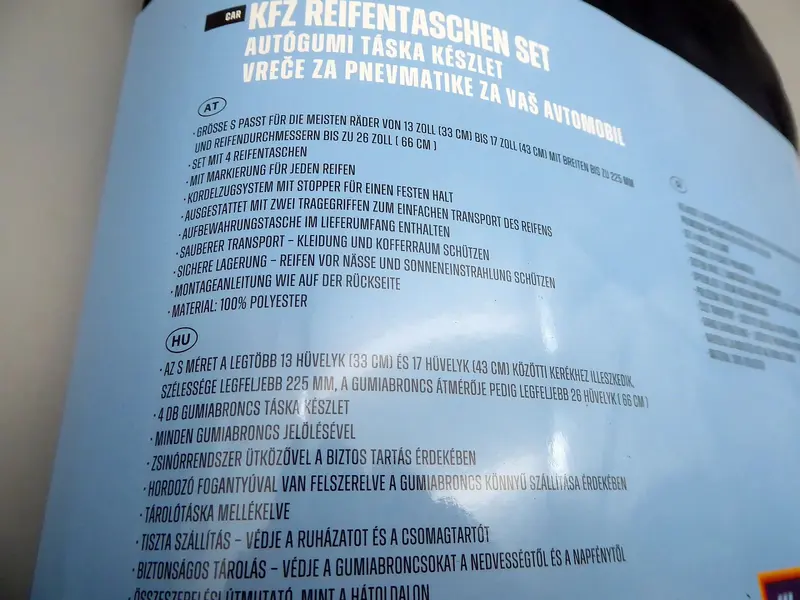 CAR
KFZ REIFENTASCHEN SET
AUTÓGUMI TÁSKA KÉSZLET
VREČE ZA PNEVMATIKE ZA VAŠ AVTOMOBIL
AT
· GRÖSSE S PASST FÜR DIE MEISTEN RÄDER VON 13 ZOLL (33 CM) BIS 17 ZOLL (43 CM) MIT BREITEN BIS ZU 225 MM
UND REIFENDURCHMESSERN BIS ZU 26 ZOLL ( 66 CM )
· SET MIT 4 REIFENTASCHEN
· MIT MARKIERUNG FÜR JEDEN REIFEN
· KORDELZUGSYSTEM MIT STOPPER FÜR EINEN FESTEN HALT
· AUSGESTATTET MIT ZWEI TRAGEGRIFFEN ZUM EINFACHEN TRANSPORT DES REIFENS
· AUFBEWAHRUNGSTASCHE IM LIEFERUMFANG ENTHALTEN
· SAUBERER TRANSPORT – KLEIDUNG UND KOFFERRAUM SCHÜTZEN
· SICHERE LAGERUNG – REIFEN VOR NÄSSE UND SONNENEINSTRAHLUNG SCHÜTZEN
· MONTAGEANLEITUNG WIE AUF DER RÜCKSEITE
· MATERIAL: 100% POLYESTER
HU
· AZ S MÉRET A LEGTÖBB 13 HÜVELYK (33 CM) ÉS 17 HÜVELYK (43 CM) KÖZÖTTI KERÉKHEZ ILLESZKEDIK,
SZÉLESSÉGE LEGFELJEBB 225 MM, A GUMIABRONCS ÁTMÉRŐJE PEDIG LEGFELJEBB 26 HÜVELYK ( 66 CM )
· 4 DB GUMIABRONCS TÁSKA KÉSZLET
· MINDEN GUMIABRONCS JELÖLÉSÉVEL
· ZSINÓRRENDSZER ÜTKÖZŐVEL A BIZTOS TARTÁS ÉRDEKÉBEN
· HORDOZÓ FOGANTYÚVAL VAN FELSZERELVE A GUMIABRONCS KÖNNYŰ SZÁLLÍTÁSA ÉRDEKÉBEN
· TÁROLÓTÁSKA MELLÉKELVE
· TISZTA SZÁLLÍTÁS – VÉDJE A RUHÁZATOT ÉS A CSOMAGTARTÓT
· BIZTONSÁGOS TÁROLÁS – VÉDJE A GUMIABRONCSOKAT A NEDVESSÉGTŐL ÉS A NAPFÉNYTŐL
· ÖSSZESZERELÉSI ÚTMUTATÓ, MINT A HÁTOLDALON